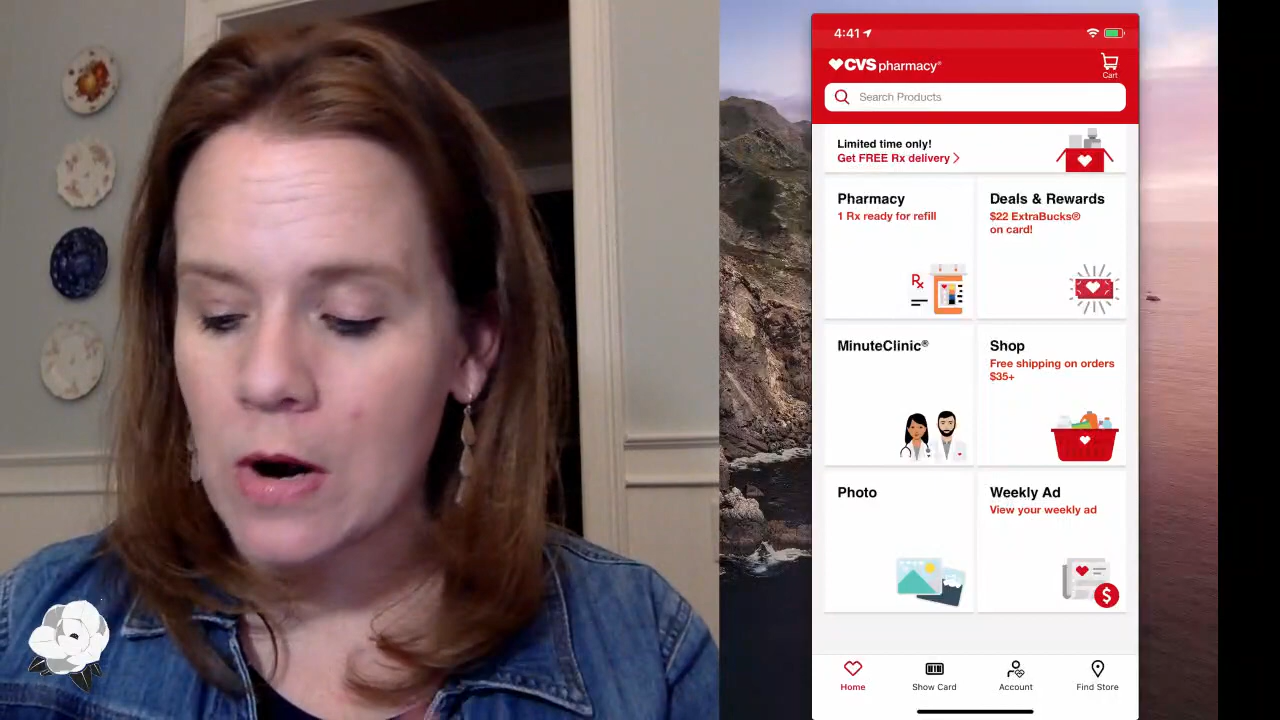 4:41
CVS pharmacy®
Cart
Search Products
Limited time only!
Get FREE Rx delivery
Pharmacy
1 Rx ready for refill
Rx
Deals & Rewards
$22 ExtraBucks®
on card!
MinuteClinic®
Shop
Free shipping on orders
$35+
Photo
Weekly Ad
View your weekly ad
$
Home
Show Card
Account
Find Store